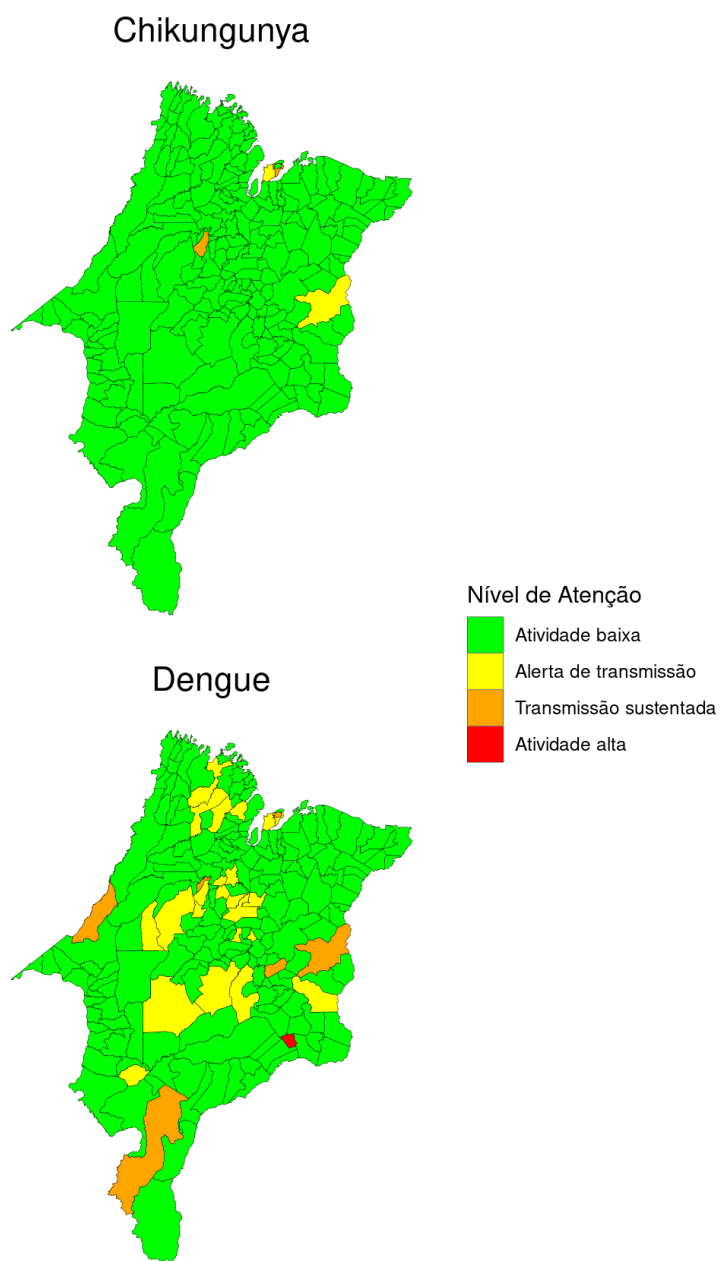 Chikungunya
Nível de Atenção
Atividade baixa
Alerta de transmissão
Transmissão sustentada
Atividade alta
Dengue